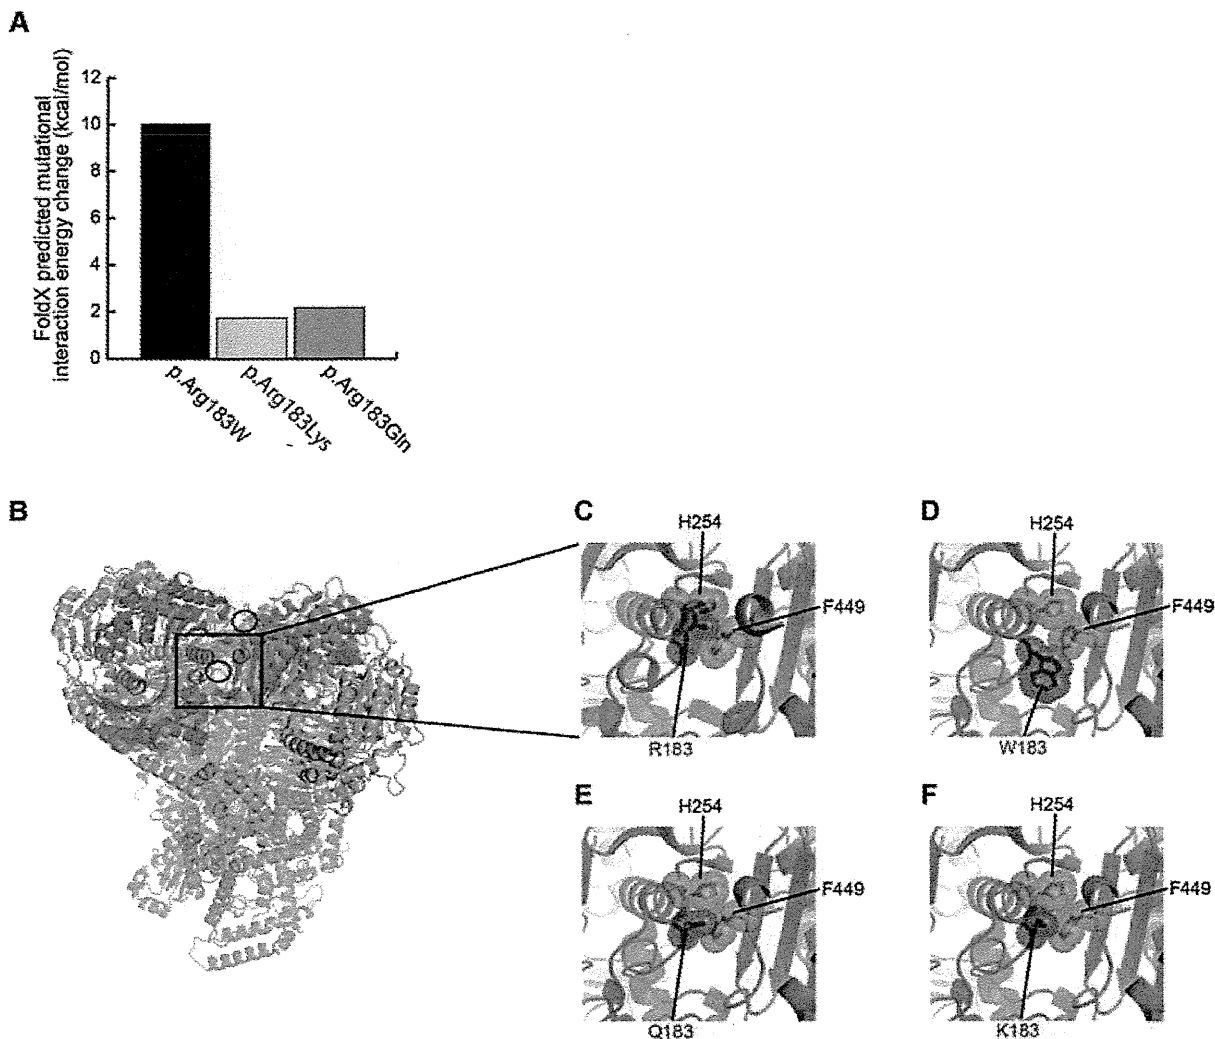 A
FoldX predicted mutational
interaction energy change (kcal/mol)
12
10
8
6
4
2
0
p.Arg183W
p.Arg183Lys
p.Arg183Gln
B
C
H254
F449
R183
D
H254
F449
W183
E
H254
F449
Q183
F
H254
F449
K183